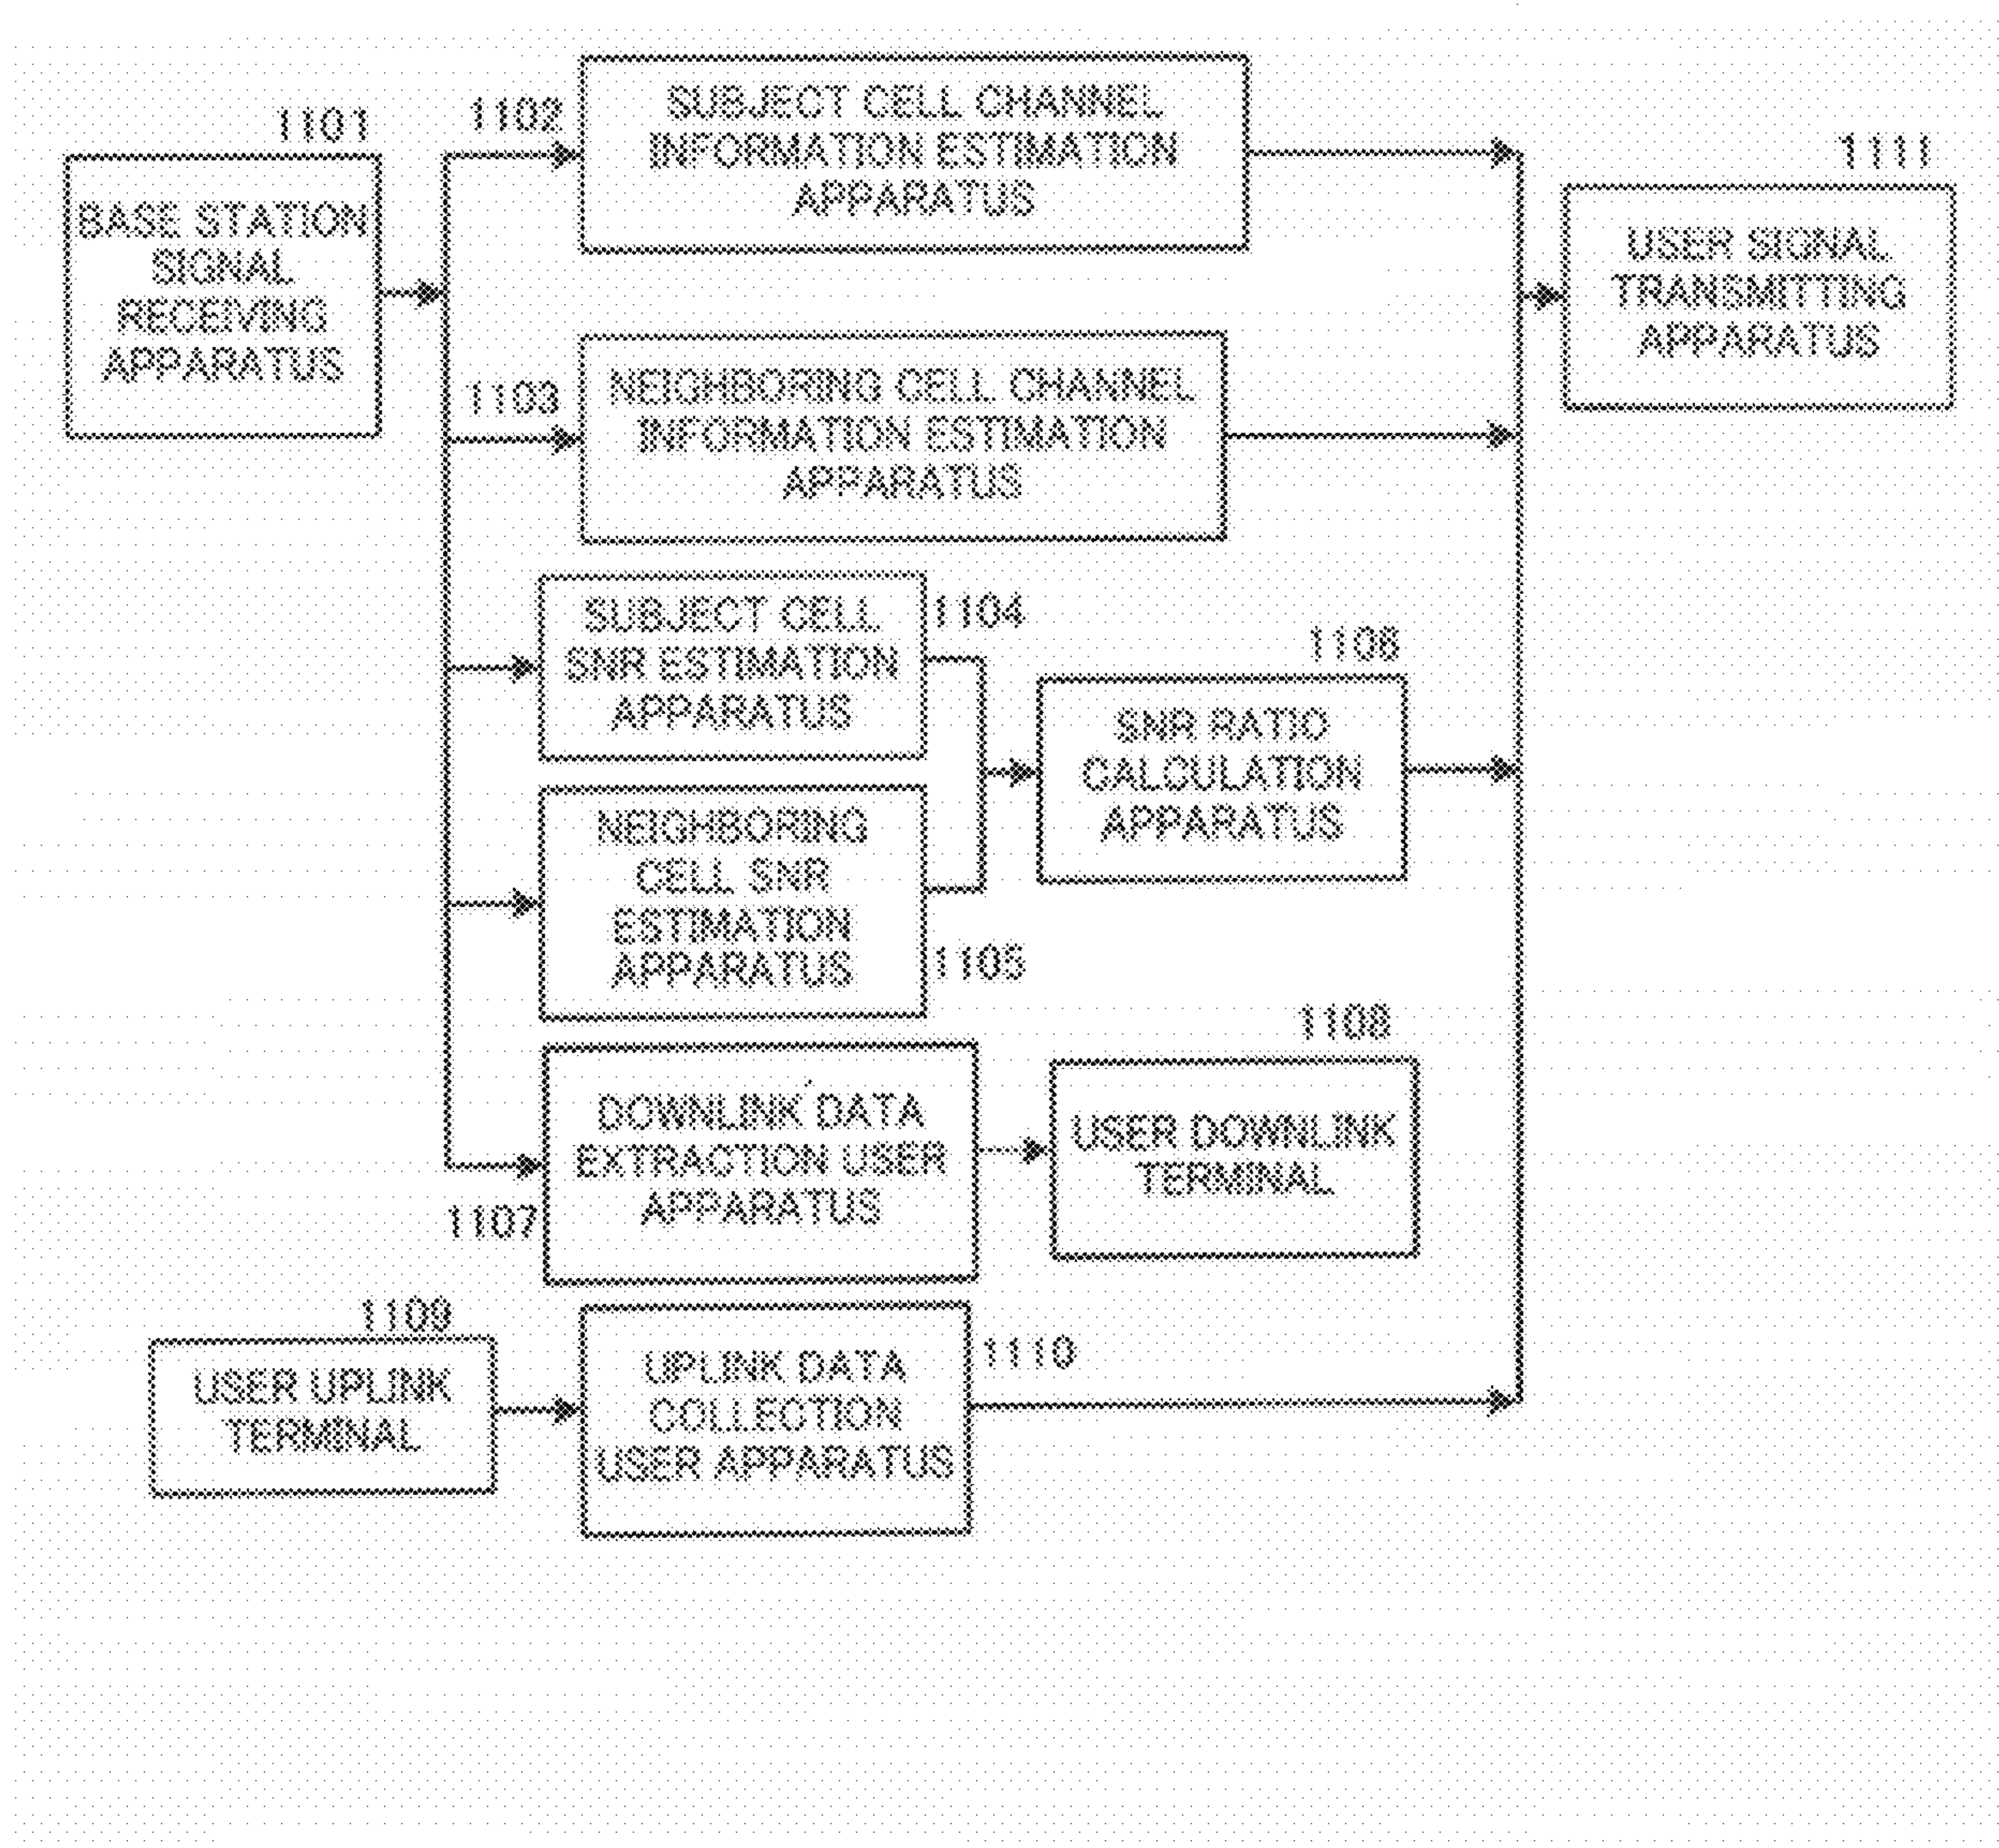 1101
BASE STATION
SIGNAL
RECEIVING
APPARATUS
1102
SUBJECT CELL CHANNEL
INFORMATION ESTIMATION
APPARATUS
1111
USER SIGNAL
TRANSMITTING
APPARATUS
1103
NEIGHBORING CELL CHANNEL
INFORMATION ESTIMATION
APPARATUS
SUBJECT CELL
SNR ESTIMATION
APPARATUS
1104
1106
SNR RATIO
CALCULATION
APPARATUS
NEIGHBORING
CELL SNR
ESTIMATION
APPARATUS
1105
1108
DOWNLINK DATA
EXTRACTION USER
APPARATUS
1107
USER DOWNLINK
TERMINAL
1109
USER UPLINK
TERMINAL
UPLINK DATA
COLLECTION
USER APPARATUS
1110